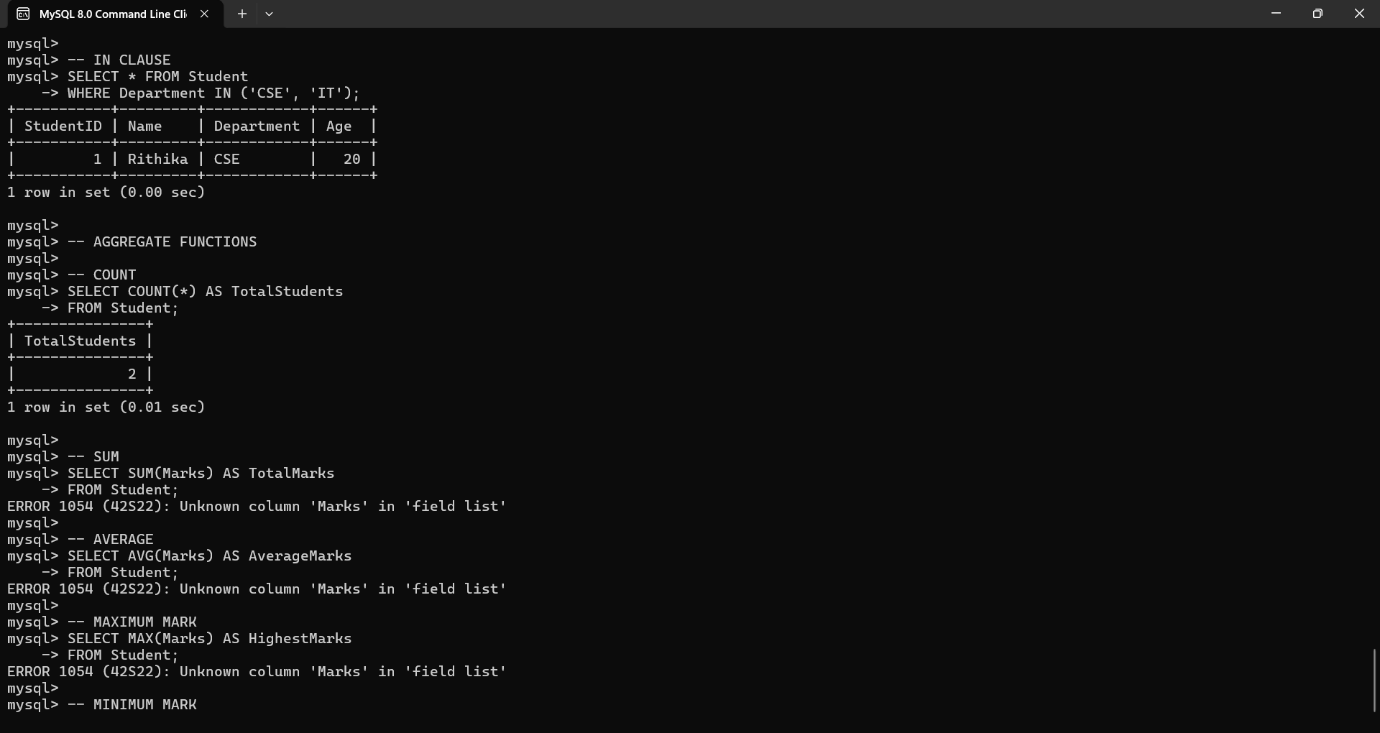 MySQL 8.0 Command Line Cli
mysql>
mysql> -- IN CLAUSE
mysql> SELECT * FROM Student
    -> WHERE Department IN ('CSE', 'IT');
+-----------+---------+------------+------+
| StudentID | Name    | Department | Age  |
+-----------+---------+------------+------+
|         1 | Rithika | CSE        |   20 |
+-----------+---------+------------+------+
1 row in set (0.00 sec)

mysql>
mysql> -- AGGREGATE FUNCTIONS
mysql>
mysql> -- COUNT
mysql> SELECT COUNT(*) AS TotalStudents
    -> FROM Student;
+---------------+
| TotalStudents |
+---------------+
|             2 |
+---------------+
1 row in set (0.01 sec)

mysql>
mysql> -- SUM
mysql> SELECT SUM(Marks) AS TotalMarks
    -> FROM Student;
ERROR 1054 (42S22): Unknown column 'Marks' in 'field list'
mysql>
mysql> -- AVERAGE
mysql> SELECT AVG(Marks) AS AverageMarks
    -> FROM Student;
ERROR 1054 (42S22): Unknown column 'Marks' in 'field list'
mysql>
mysql> -- MAXIMUM MARK
mysql> SELECT MAX(Marks) AS HighestMarks
    -> FROM Student;
ERROR 1054 (42S22): Unknown column 'Marks' in 'field list'
mysql>
mysql> -- MINIMUM MARK